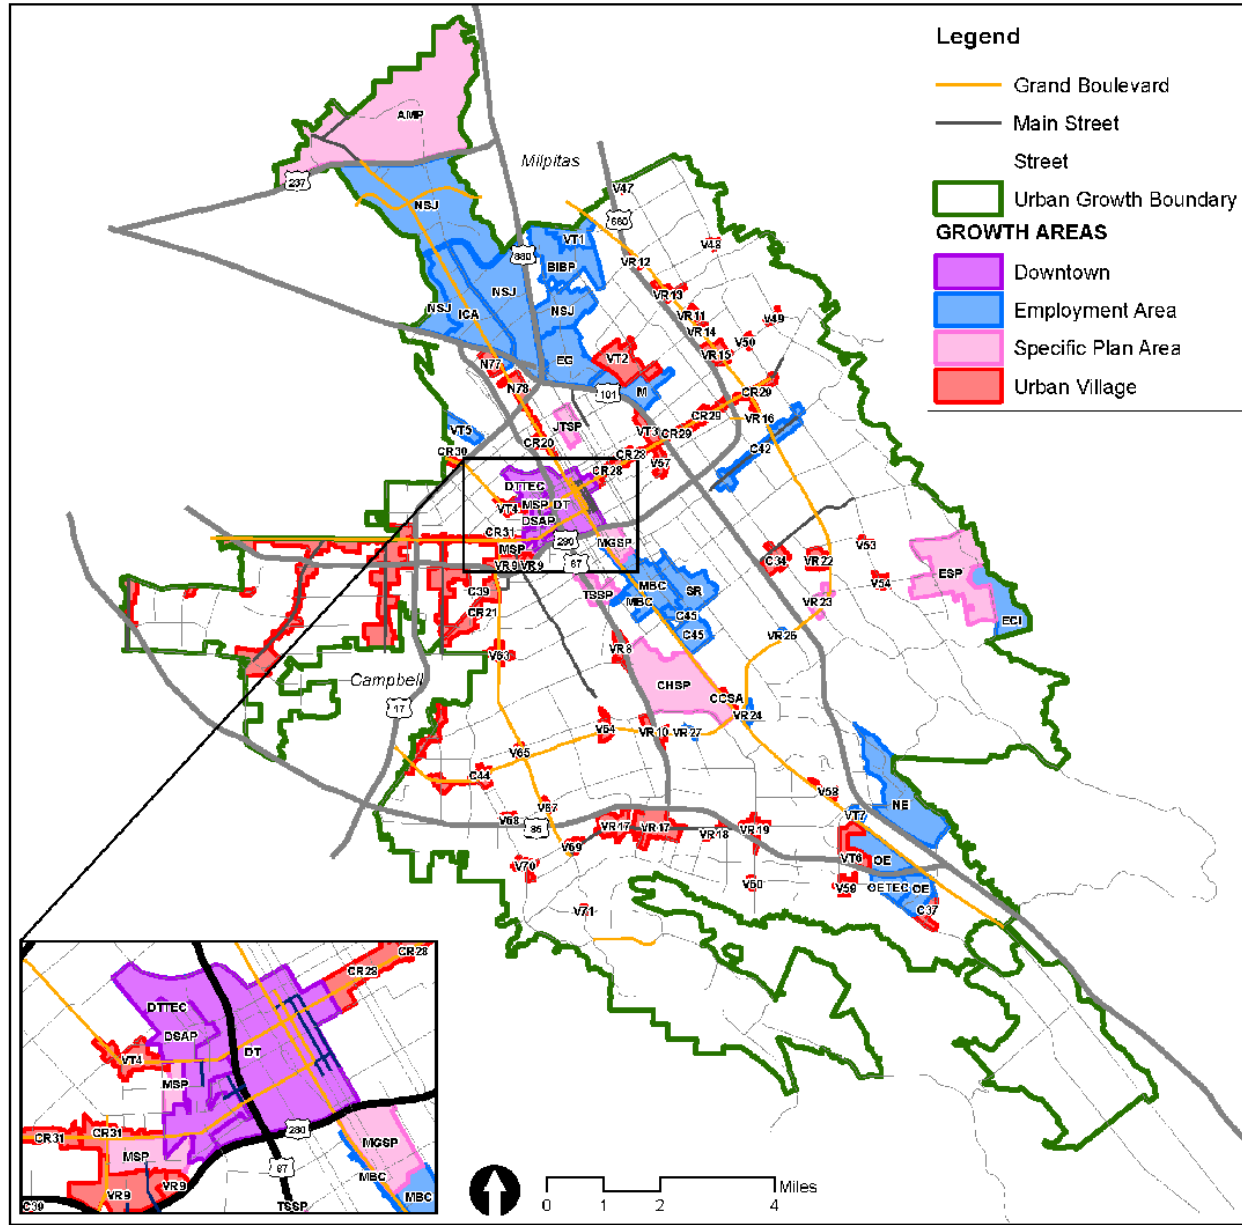 Legend
Grand Boulevard
Main Street
Street
Urban Growth Boundary
GROWTH AREAS
Downtown
Employment Area
Specific Plan Area
Urban Village
AMP
Milpitas
237
V47
NSJ
680
VT1
V48
880
VR12
BIBP
NSJ
VR13
NSJ
NSJ
VR11
V49
ICA
VR14
V50
EG
VT2
VR15
N77
N78
M
CR29
101
CR29
VR16
JTSP
VT5
VT3
CR29
CR20
C42
CR30
CR28
V57
CR28
DTTEC
MSP
DT
VT4
DSAP
CR31
280
MGSP
V53
MSP
VR9
VR9
87
C34
VR22
ESP
V54
MBC
SR
C39
TSSP
MBC
VR23
CR21
C45
ECI
C45
VR25
VR8
V63
Campbell
CHSP
17
CCSA
VR24
V64
VR10
VR27
V65
C44
V58
V67
NE
V68
VT7
85
VR17
VR17
VR18
VR19
V69
VT6
OE
V70
V60
V59
OETEC
OE
C37
V71
CR28
CR28
DTTEC
DSAP
DT
VT4
MSP
CR31
CR31
280
MGSP
MSP
87
MBC
VR9
VR9
MBC
C39
TSSP
Miles
0
1
2
4